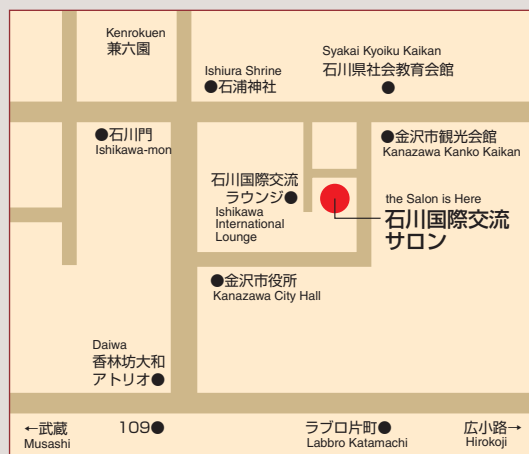 Kenrokuen
兼六園
Syakai Kyoiku Kaikan
石川県社会教育会館
●
Ishiura Shrine
●石浦神社
●石川門
Ishikawa-mon
●金沢市観光会館
Kanazawa Kanko Kaikan
石川国際交流
ラウンジ●
Ishikawa
International
Lounge
the Salon is Here
石川国際交流
サロン
●金沢市役所
Kanazawa City Hall
Daiwa
香林坊大和
アトリオ●
←武蔵
Musashi
109●
ラブロ片町●
Labbro Katamachi
広小路→
Hirokoji